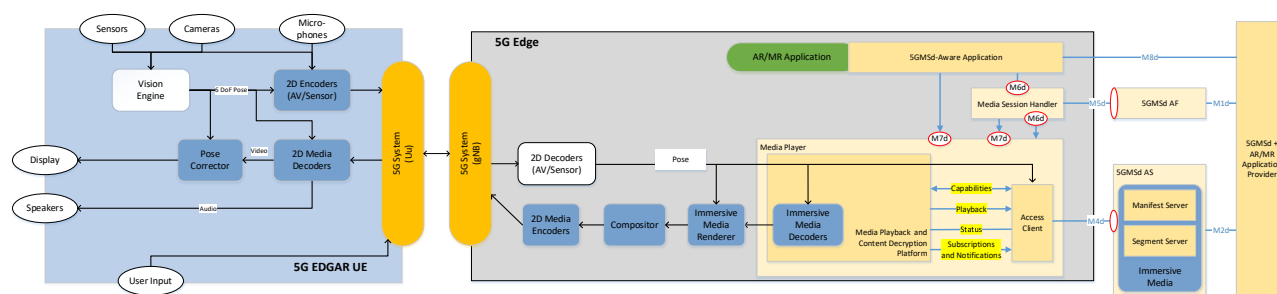 Sensors
Cameras
Micro-
phones
5G Edge
AR/MR Application
5GMSd-Aware Application
M8d
M6d
Vision
Engine
6 DoF Pose
2D Encoders
(AV/Sensor)
Media Session Handler
M5d
5GMSd AF
M1d
M6d
M7d
M7d
5G System
(Uu)
5G System
(gNB)
Display
Pose
Corrector
Video
2D Media
Decoders
2D Decoders
(AV/Sensor)
Pose
Media Player
5GMSd +
AR/MR
Application
Provider
5GMSd AS
Capabilities
Manifest Server
Speakers
Audio
2D Media
Encoders
Compositor
Immersive
Media
Renderer
Immersive
Media
Decoders
Playback
Access
Client
M4d
M2d
Status
Media Playback and
Content Decryption
Platform
Subscriptions
and Notifications
Segment Server
User Input
5G EDGAR UE
Immersive
Media